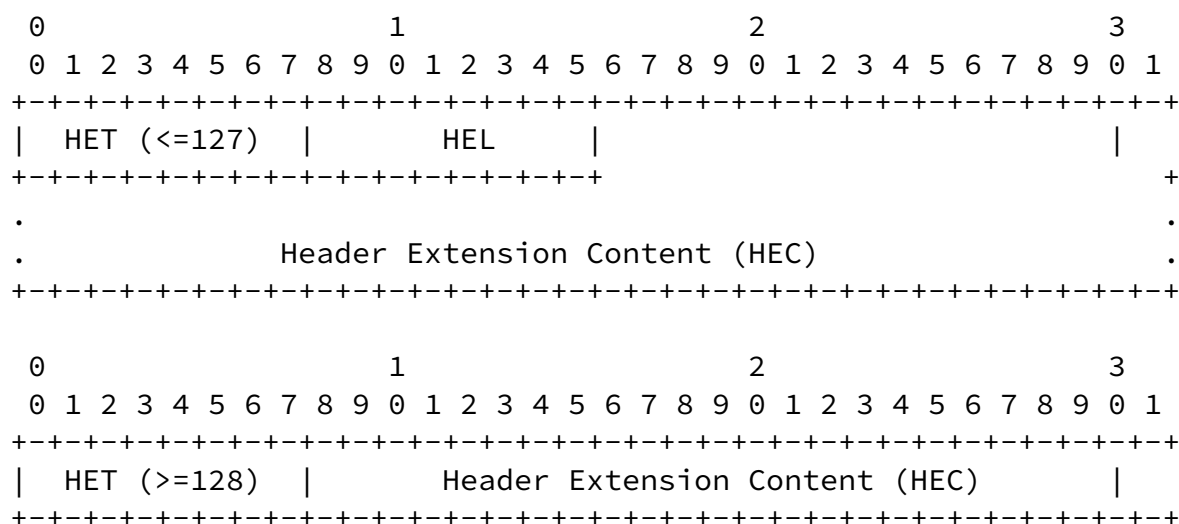 0                   1                   2                   3
 0 1 2 3 4 5 6 7 8 9 0 1 2 3 4 5 6 7 8 9 0 1 2 3 4 5 6 7 8 9 0 1
+-+-+-+-+-+-+-+-+-+-+-+-+-+-+-+-+-+-+-+-+-+-+-+-+-+-+-+-+-+-+-+-+
|  HET (<=127)  |       HEL     |                            |
+-+-+-+-+-+-+-+-+-+-+-+-+-+-+-+-+                               +
.                                                               .
.              Header Extension Content (HEC)                   .
+-+-+-+-+-+-+-+-+-+-+-+-+-+-+-+-+-+-+-+-+-+-+-+-+-+-+-+-+-+-+-+-+

 0                   1                   2                   3
 0 1 2 3 4 5 6 7 8 9 0 1 2 3 4 5 6 7 8 9 0 1 2 3 4 5 6 7 8 9 0 1
+-+-+-+-+-+-+-+-+-+-+-+-+-+-+-+-+-+-+-+-+-+-+-+-+-+-+-+-+-+-+-+-+
|  HET (>=128)  |       Header Extension Content (HEC)       |
+-+-+-+-+-+-+-+-+-+-+-+-+-+-+-+-+-+-+-+-+-+-+-+-+-+-+-+-+-+-+-+-+